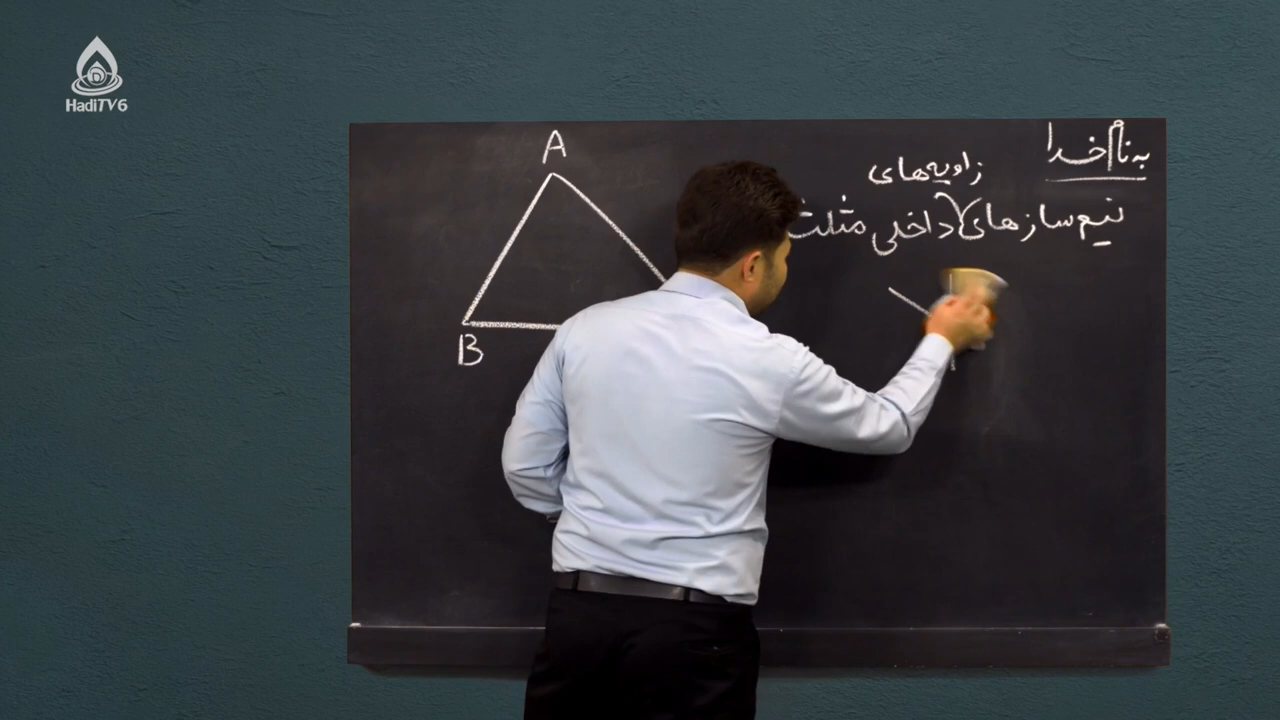 HadiTV6
به نام خدا
زاویه‌های
نیم‌سازهای داخلی مثلث
A
B